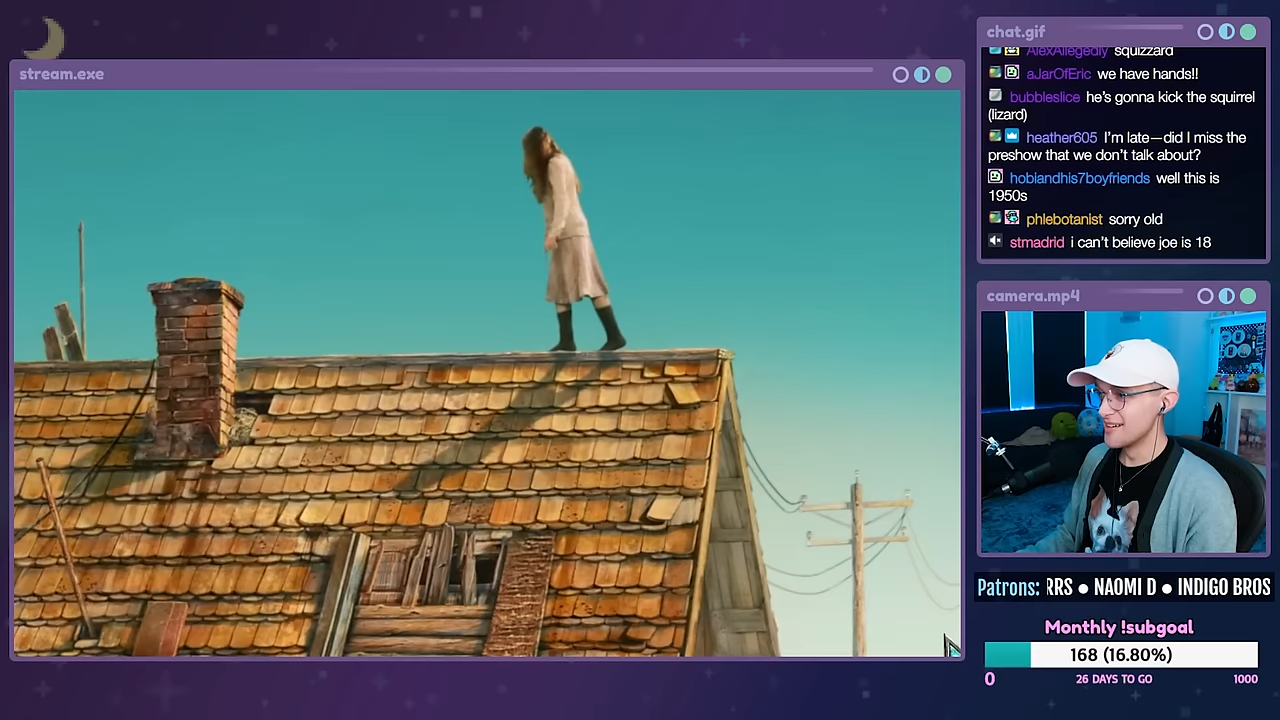 stream.exe
chat.gif
AlexAllegedly squizzard
aJarOfEric we have hands!!
bubbleslice he's gonna kick the squirrel
(lizard)
heather605 I'm late—did I miss the
preshow that we don't talk about?
hobiandhis7boyfriends well this is
1950s
phlebotanist sorry old
stmadrid i can't believe joe is 18
camera.mp4
Patrons: RRS ● NAOMI D ● INDIGO BROS
Monthly !subgoal
168 (16.80%)
0 26 DAYS TO GO 1000